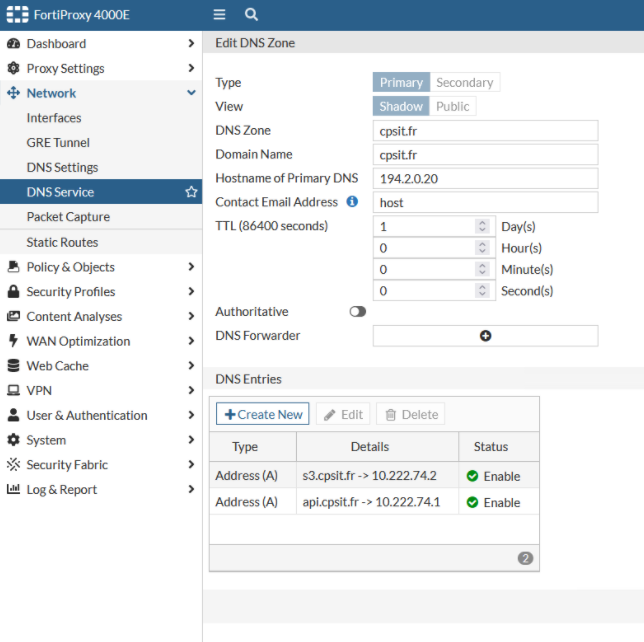 FortiProxy 4000E
Dashboard
Proxy Settings
Network
Interfaces
GRE Tunnel
DNS Settings
DNS Service
Packet Capture
Static Routes
Policy & Objects
Security Profiles
Content Analyses
WAN Optimization
Web Cache
VPN
User & Authentication
System
Security Fabric
Log & Report
Edit DNS Zone
Type Primary Secondary
View Shadow Public
DNS Zone cpsit.fr
Domain Name cpsit.fr
Hostname of Primary DNS 194.2.0.20
Contact Email Address host
TTL (86400 seconds) 1 Day(s)
0 Hour(s)
0 Minute(s)
0 Second(s)
Authoritative
DNS Forwarder
DNS Entries
Create New Edit Delete
Type Details Status
Address (A) s3.cpsit.fr -> 10.222.74.2 Enable
Address (A) api.cpsit.fr -> 10.222.74.1 Enable
2